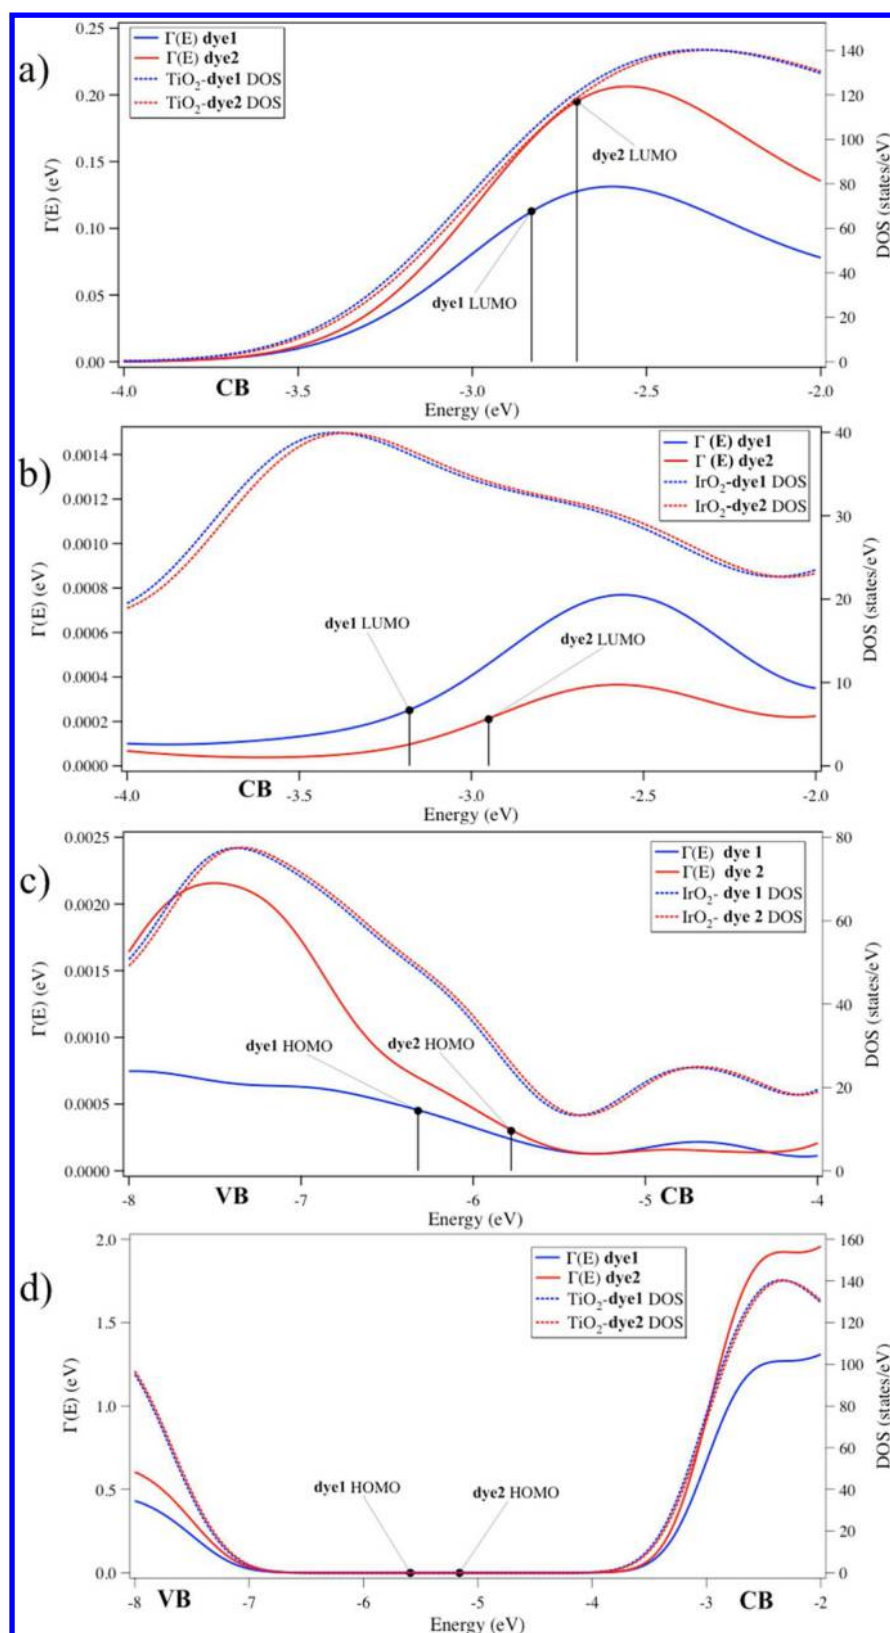 a)
Γ(E) dye1
Γ(E) dye2
TiO₂-dye1 DOS
TiO₂-dye2 DOS
0.25
0.20
0.15
0.10
0.05
0.00
Γ(E) (eV)
140
120
100
80
60
40
20
0
DOS (states/eV)
dye2 LUMO
dye1 LUMO
-4.0
-3.5
-3.0
-2.5
-2.0
CB
Energy (eV)
b)
Γ (E) dye1
Γ (E) dye2
IrO₂-dye1 DOS
IrO₂-dye2 DOS
0.0014
0.0012
0.0010
0.0008
0.0006
0.0004
0.0002
0.0000
Γ(E) (eV)
40
30
20
10
0
DOS (states/eV)
dye1 LUMO
dye2 LUMO
-4.0
-3.5
-3.0
-2.5
-2.0
CB
Energy (eV)
c)
Γ(E) dye 1
Γ(E) dye 2
IrO₂- dye 1 DOS
IrO₂- dye 2 DOS
0.0025
0.0020
0.0015
0.0010
0.0005
0.0000
Γ(E) (eV)
80
60
40
20
0
DOS (states/eV)
dye1 HOMO
dye2 HOMO
-8
-7
-6
-5
-4
VB
CB
Energy (eV)
d)
Γ(E) dye1
Γ(E) dye2
TiO₂-dye1 DOS
TiO₂-dye2 DOS
2.0
1.5
1.0
0.5
0.0
Γ(E) (eV)
160
140
120
100
80
60
40
20
0
DOS (states/eV)
dye1 HOMO
dye2 HOMO
-8
-7
-6
-5
-4
-3
-2
VB
CB
Energy (eV)